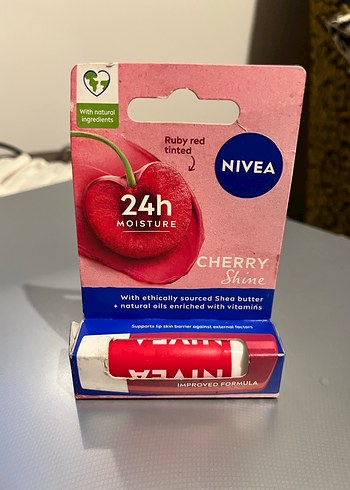 With natural
ingredients
Ruby red
tinted
NIVEA
24h
MOISTURE
CHERRY
Shine
With ethically sourced Shea butter
+ natural oils enriched with vitamins
Supports lip skin barrier against external factors
NIVEA
NIVEA
IMPROVED FORMULA